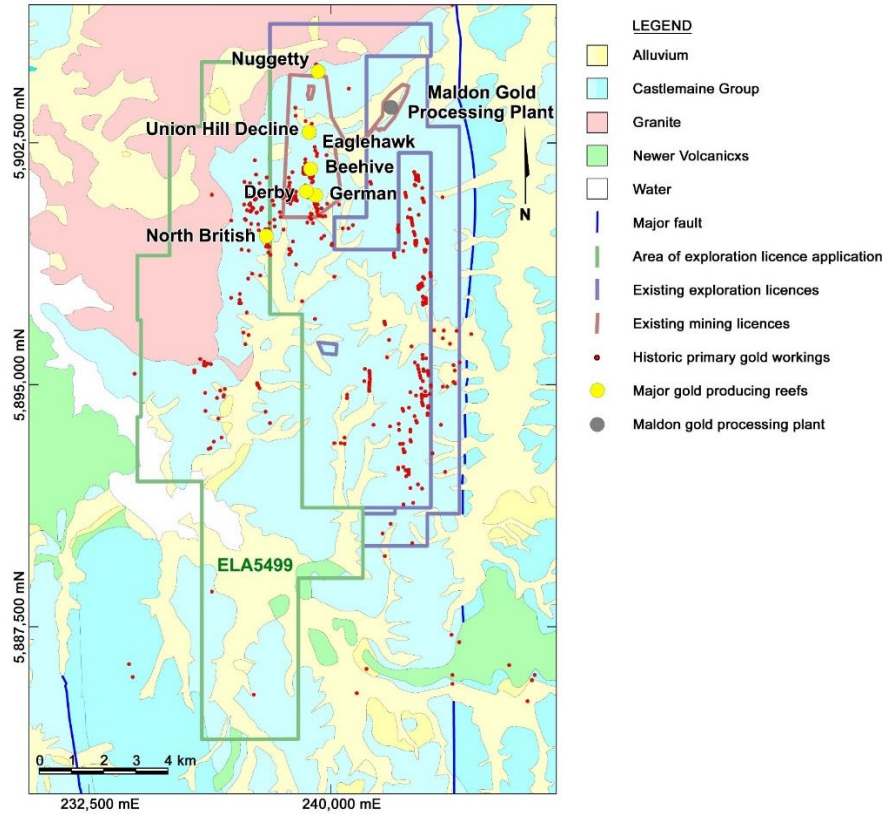 Nuggetty
Maldon Gold
Processing Plant
Union Hill Decline
Eaglehawk
Beehive
Derby
German
North British
N
ELA5499
5,902,500 mN
5,895,000 mN
5,887,500 mN
0 1 2 3 4 km
232,500 mE
240,000 mE
LEGEND
Alluvium
Castlemaine Group
Granite
Newer Volcanicxs
Water
Major fault
Area of exploration licence application
Existing exploration licences
Existing mining licences
Historic primary gold workings
Major gold producing reefs
Maldon gold processing plant